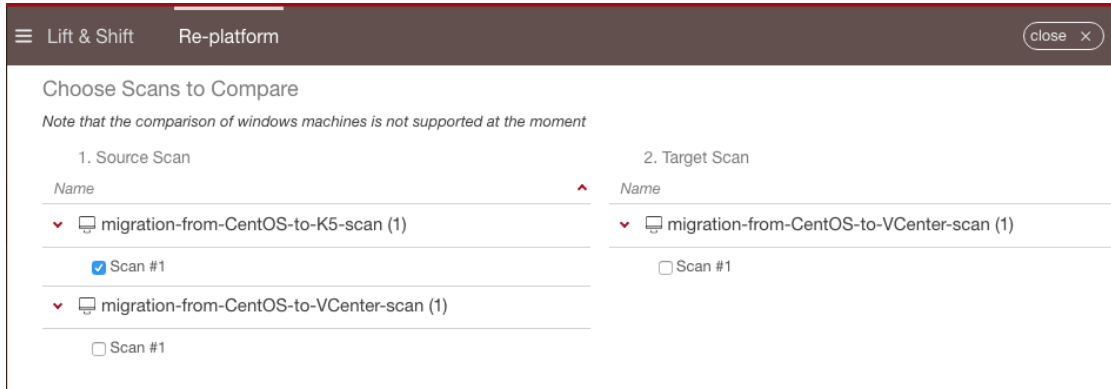 Lift & Shift Re-platform close ×
Choose Scans to Compare
Note that the comparison of windows machines is not supported at the moment
1. Source Scan
Name
migration-from-CentOS-to-K5-scan (1)
Scan #1
migration-from-CentOS-to-VCenter-scan (1)
Scan #1
2. Target Scan
Name
migration-from-CentOS-to-VCenter-scan (1)
Scan #1